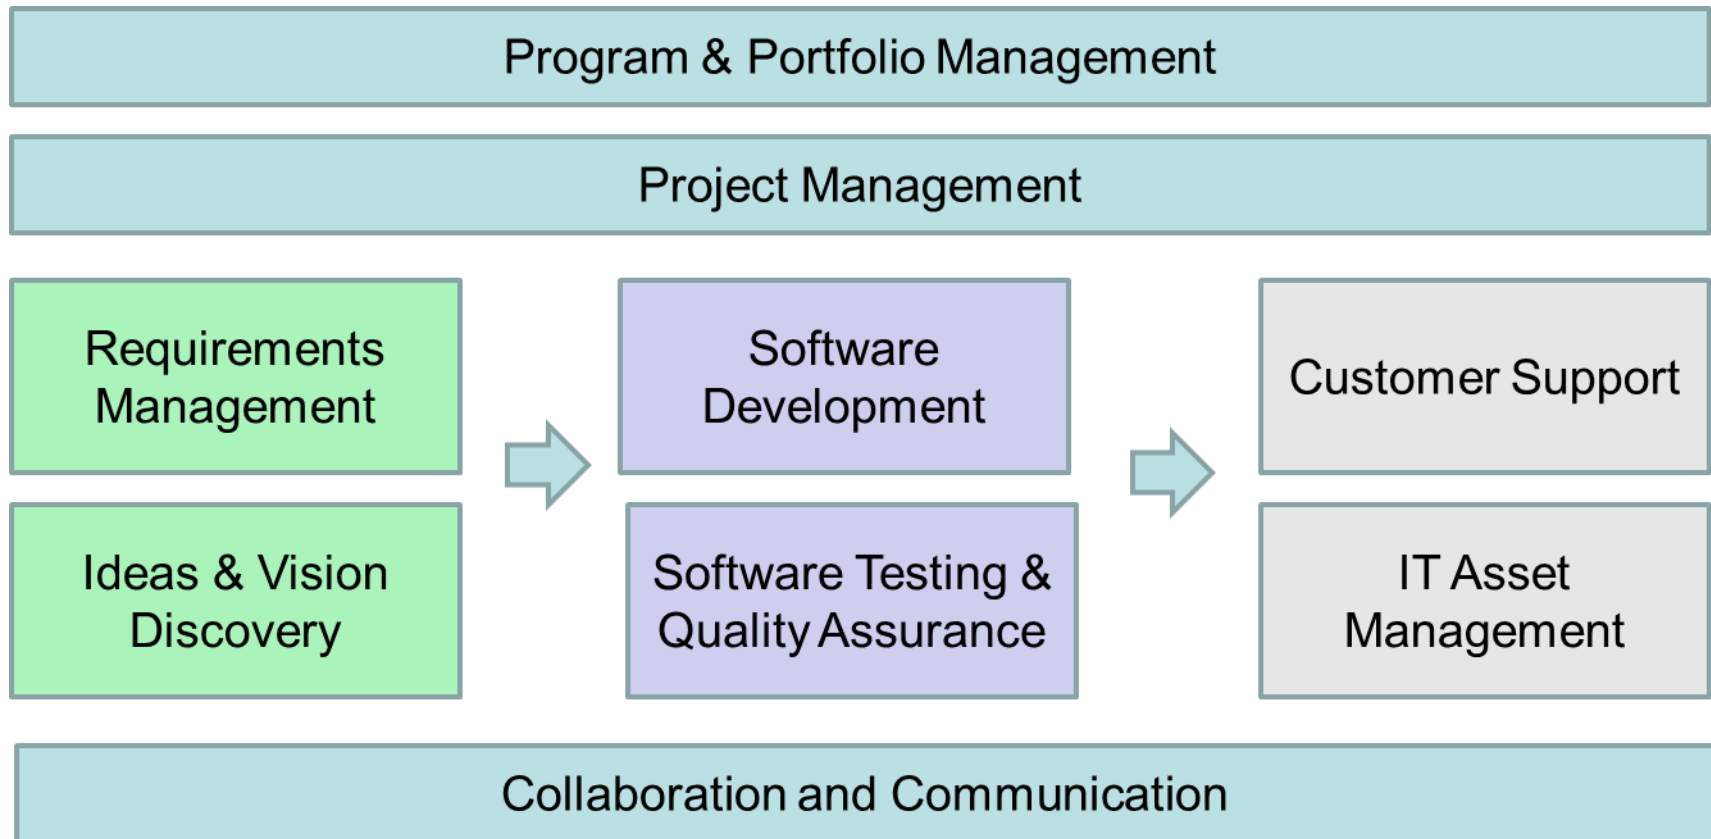 Program & Portfolio Management
Project Management
Requirements
Management
Software
Development
Customer Support
Ideas & Vision
Discovery
Software Testing &
Quality Assurance
IT Asset
Management
Collaboration and Communication